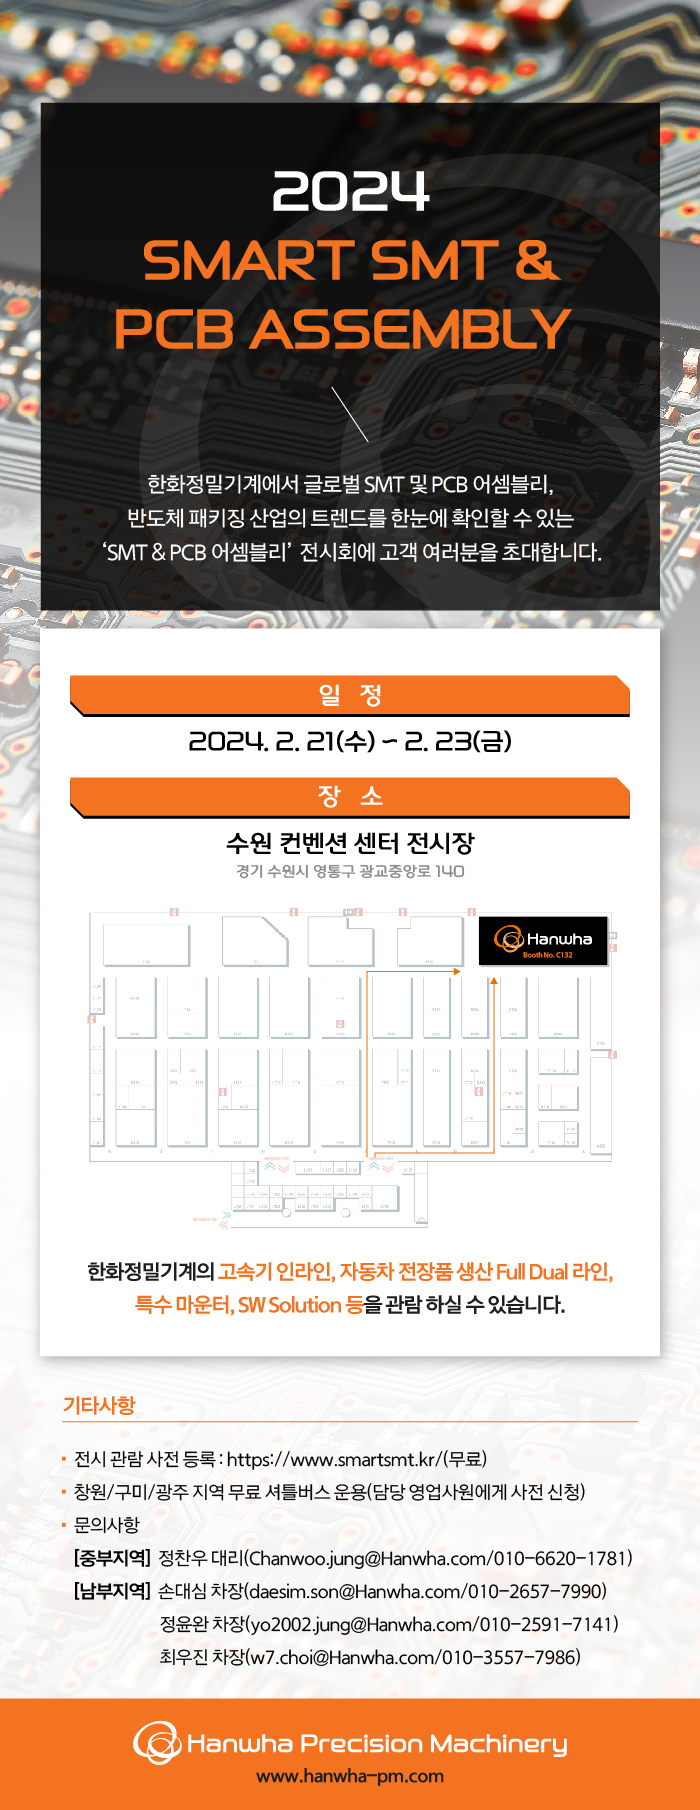 2024
SMART SMT &
PCB ASSEMBLY
한화정밀기계에서 글로벌 SMT 및 PCB 어셈블리,
반도체 패키징 산업의 트렌드를 한눈에 확인할 수 있는
‘SMT & PCB 어셈블리’ 전시회에 고객 여러분을 초대합니다.
일 정
2024. 2. 21(수) – 2. 23(금)
장 소
수원 컨벤션 센터 전시장
경기 수원시 영통구 광교중앙로 140
Hanwha
Booth No. C132
한화정밀기계의 고속기 인라인, 자동차 전장품 생산 Full Dual 라인,
특수 마운터, SW Solution 등을 관람 하실 수 있습니다.
기타사항
전시 관람 사전 등록 : https://www.smartsmt.kr/(무료)
창원/구미/광주 지역 무료 셔틀버스 운용(담당 영업사원에게 사전 신청)
문의사항
[중부지역] 정찬우 대리(Chanwoo.jung@Hanwha.com/010-6620-1781)
[남부지역] 손대심 차장(daesim.son@Hanwha.com/010-2657-7990)
정윤완 차장(yo2002.jung@Hanwha.com/010-2591-7141)
최우진 차장(w7.choi@Hanwha.com/010-3557-7986)
Hanwha Precision Machinery
www.hanwha-pm.com